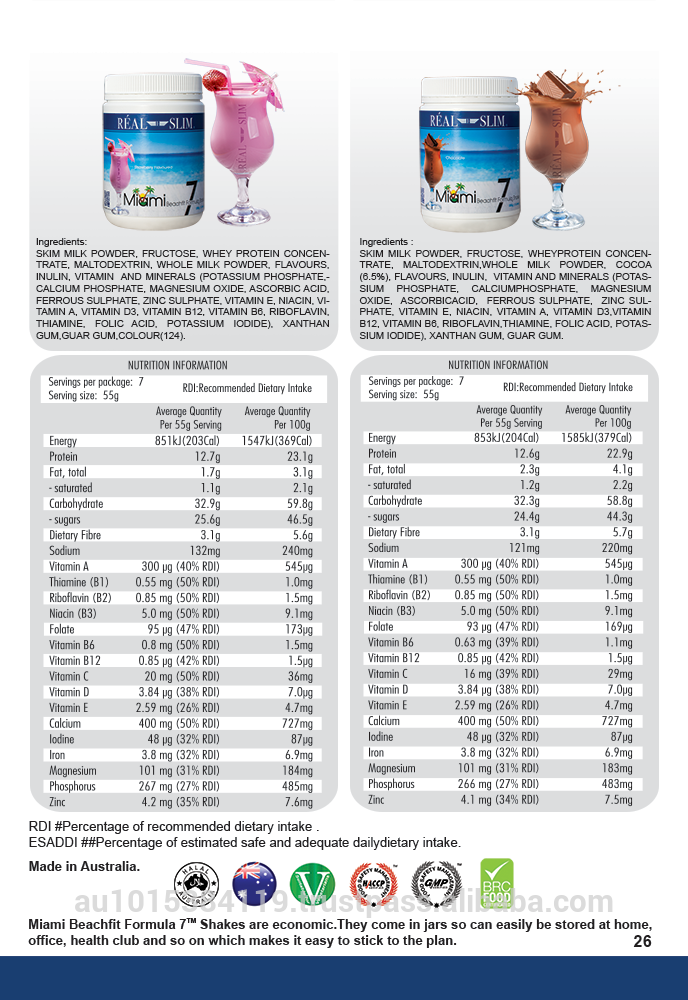 RÉAL SLIM
Miami 7
Beachfit Formula
RÉAL SLIM
RÉAL SLIM
Chocolate
Miami 7
Beachfit Formula
RÉAL SLIM
Ingredients:
SKIM MILK POWDER, FRUCTOSE, WHEY PROTEIN CONCEN-
TRATE, MALTODEXTRIN, WHOLE MILK POWDER, FLAVOURS,
INULIN, VITAMIN AND MINERALS (POTASSIUM PHOSPHATE,-
CALCIUM PHOSPHATE, MAGNESIUM OXIDE, ASCORBIC ACID,
FERROUS SULPHATE, ZINC SULPHATE, VITAMIN E, NIACIN, VI-
TAMIN A, VITAMIN D3, VITAMIN B12, VITAMIN B6, RIBOFLAVIN,
THIAMINE, FOLIC ACID, POTASSIUM IODIDE), XANTHAN
GUM,GUAR GUM,COLOUR(124).
Ingredients :
SKIM MILK POWDER, FRUCTOSE, WHEYPROTEIN CONCEN-
TRATE, MALTODEXTRIN,WHOLE MILK POWDER, COCOA
(6.5%), FLAVOURS, INULIN, VITAMIN AND MINERALS (POTAS-
SIUM PHOSPHATE, CALCIUMPHOSPHATE, MAGNESIUM
OXIDE, ASCORBICACID, FERROUS SULPHATE, ZINC SUL-
PHATE, VITAMIN E, NIACIN, VITAMIN A, VITAMIN D3,VITAMIN
B12, VITAMIN B6, RIBOFLAVIN,THIAMINE, FOLIC ACID, POTAS-
SIUM IODIDE), XANTHAN GUM, GUAR GUM.
NUTRITION INFORMATION
Servings per package: 7
Serving size: 55g
RDI:Recommended Dietary Intake
Average Quantity Average Quantity
Per 55g Serving Per 100g
Energy 851kJ(203Cal) 1547kJ(369Cal)
Protein 12.7g 23.1g
Fat, total 1.7g 3.1g
- saturated 1.1g 2.1g
Carbohydrate 32.9g 59.8g
- sugars 25.6g 46.5g
Dietary Fibre 3.1g 5.6g
Sodium 132mg 240mg
Vitamin A 300 µg (40% RDI) 545µg
Thiamine (B1) 0.55 mg (50% RDI) 1.0mg
Riboflavin (B2) 0.85 mg (50% RDI) 1.5mg
Niacin (B3) 5.0 mg (50% RDI) 9.1mg
Folate 95 µg (47% RDI) 173µg
Vitamin B6 0.8 mg (50% RDI) 1.5mg
Vitamin B12 0.85 µg (42% RDI) 1.5µg
Vitamin C 20 mg (50% RDI) 36mg
Vitamin D 3.84 µg (38% RDI) 7.0µg
Vitamin E 2.59 mg (26% RDI) 4.7mg
Calcium 400 mg (50% RDI) 727mg
Iodine 48 µg (32% RDI) 87µg
Iron 3.8 mg (32% RDI) 6.9mg
Magnesium 101 mg (31% RDI) 184mg
Phosphorus 267 mg (27% RDI) 485mg
Zinc 4.2 mg (35% RDI) 7.6mg
NUTRITION INFORMATION
Servings per package: 7
Serving size: 55g
RDI:Recommended Dietary Intake
Average Quantity Average Quantity
Per 55g Serving Per 100g
Energy 853kJ(204Cal) 1585kJ(379Cal)
Protein 12.6g 22.9g
Fat, total 2.3g 4.1g
- saturated 1.2g 2.2g
Carbohydrate 32.3g 58.8g
- sugars 24.4g 44.3g
Dietary Fibre 3.1g 5.7g
Sodium 121mg 220mg
Vitamin A 300 µg (40% RDI) 545µg
Thiamine (B1) 0.55 mg (50% RDI) 1.0mg
Riboflavin (B2) 0.85 mg (50% RDI) 1.5mg
Niacin (B3) 5.0 mg (50% RDI) 9.1mg
Folate 93 µg (47% RDI) 169µg
Vitamin B6 0.63 mg (39% RDI) 1.1mg
Vitamin B12 0.85 µg (42% RDI) 1.5µg
Vitamin C 16 mg (39% RDI) 29mg
Vitamin D 3.84 µg (38% RDI) 7.0µg
Vitamin E 2.59 mg (26% RDI) 4.7mg
Calcium 400 mg (50% RDI) 727mg
Iodine 48 µg (32% RDI) 87µg
Iron 3.8 mg (32% RDI) 6.9mg
Magnesium 101 mg (31% RDI) 183mg
Phosphorus 266 mg (27% RDI) 483mg
Zinc 4.1 mg (34% RDI) 7.5mg
RDI #Percentage of recommended dietary intake .
ESADDI ##Percentage of estimated safe and adequate dailydietary intake.
Made in Australia.
HALAL AUSTRALIA
V
FOOD SAFETY MANAGEMENT HACCP
FOOD SAFETY MANAGEMENT GMP
BRC FOOD
Miami Beachfit Formula 7™ Shakes are economic.They come in jars so can easily be stored at home,
office, health club and so on which makes it easy to stick to the plan.
26